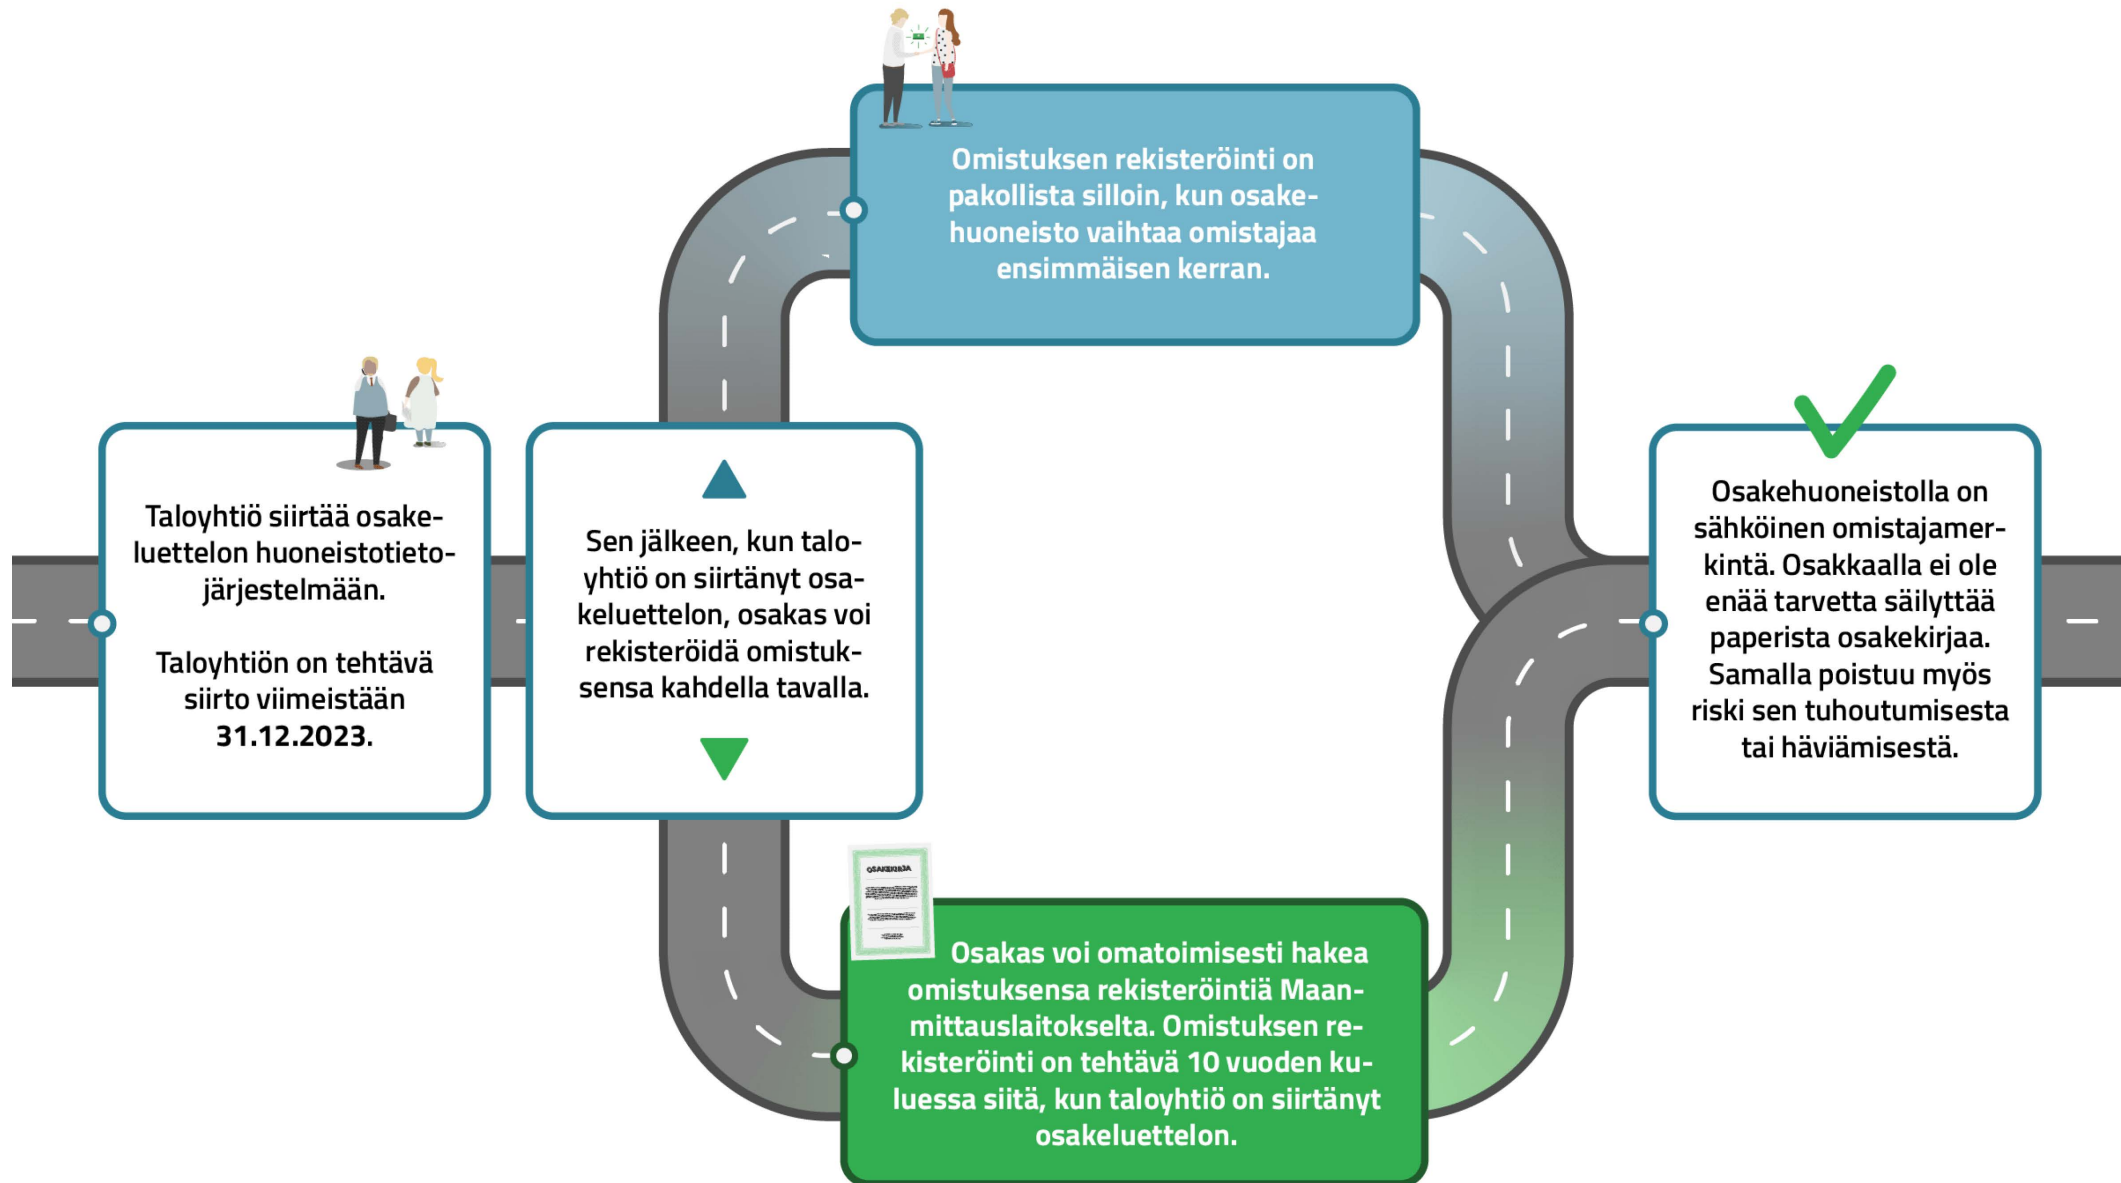 Taloyhtiö siirtää osake-
luettelon huoneistotieto-
järjestelmään.
Taloyhtiön on tehtävä
siirto viimeistään
31.12.2023.
Sen jälkeen, kun talo-
yhtiö on siirtänyt osa-
keluettelon, osakas voi
rekisteröidä omistuk-
sensa kahdella tavalla.
Omistuksen rekisteröinti on
pakollista silloin, kun osake-
huoneisto vaihtaa omistajaa
ensimmäisen kerran.
OSAKEKIRJA
Osakas voi omatoimisesti hakea
omistuksensa rekisteröintiä Maan-
mittauslaitokselta. Omistuksen re-
kisteröinti on tehtävä 10 vuoden ku-
luessa siitä, kun taloyhtiö on siirtänyt
osakeluettelon.
Osakehuoneistolla on
sähköinen omistajamer-
kintä. Osakkaalla ei ole
enää tarvetta säilyttää
paperista osakekirjaa.
Samalla poistuu myös
riski sen tuhoutumisesta
tai häviämisestä.